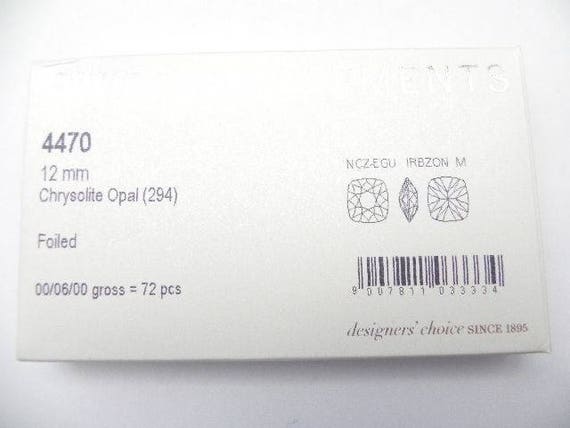 4470
12 mm
Chrysolite Opal (294)
Foiled
00/06/00 gross = 72 pcs
NCZ-EGU IRBZON M
9 007811 033334
designers' choice SINCE 1895